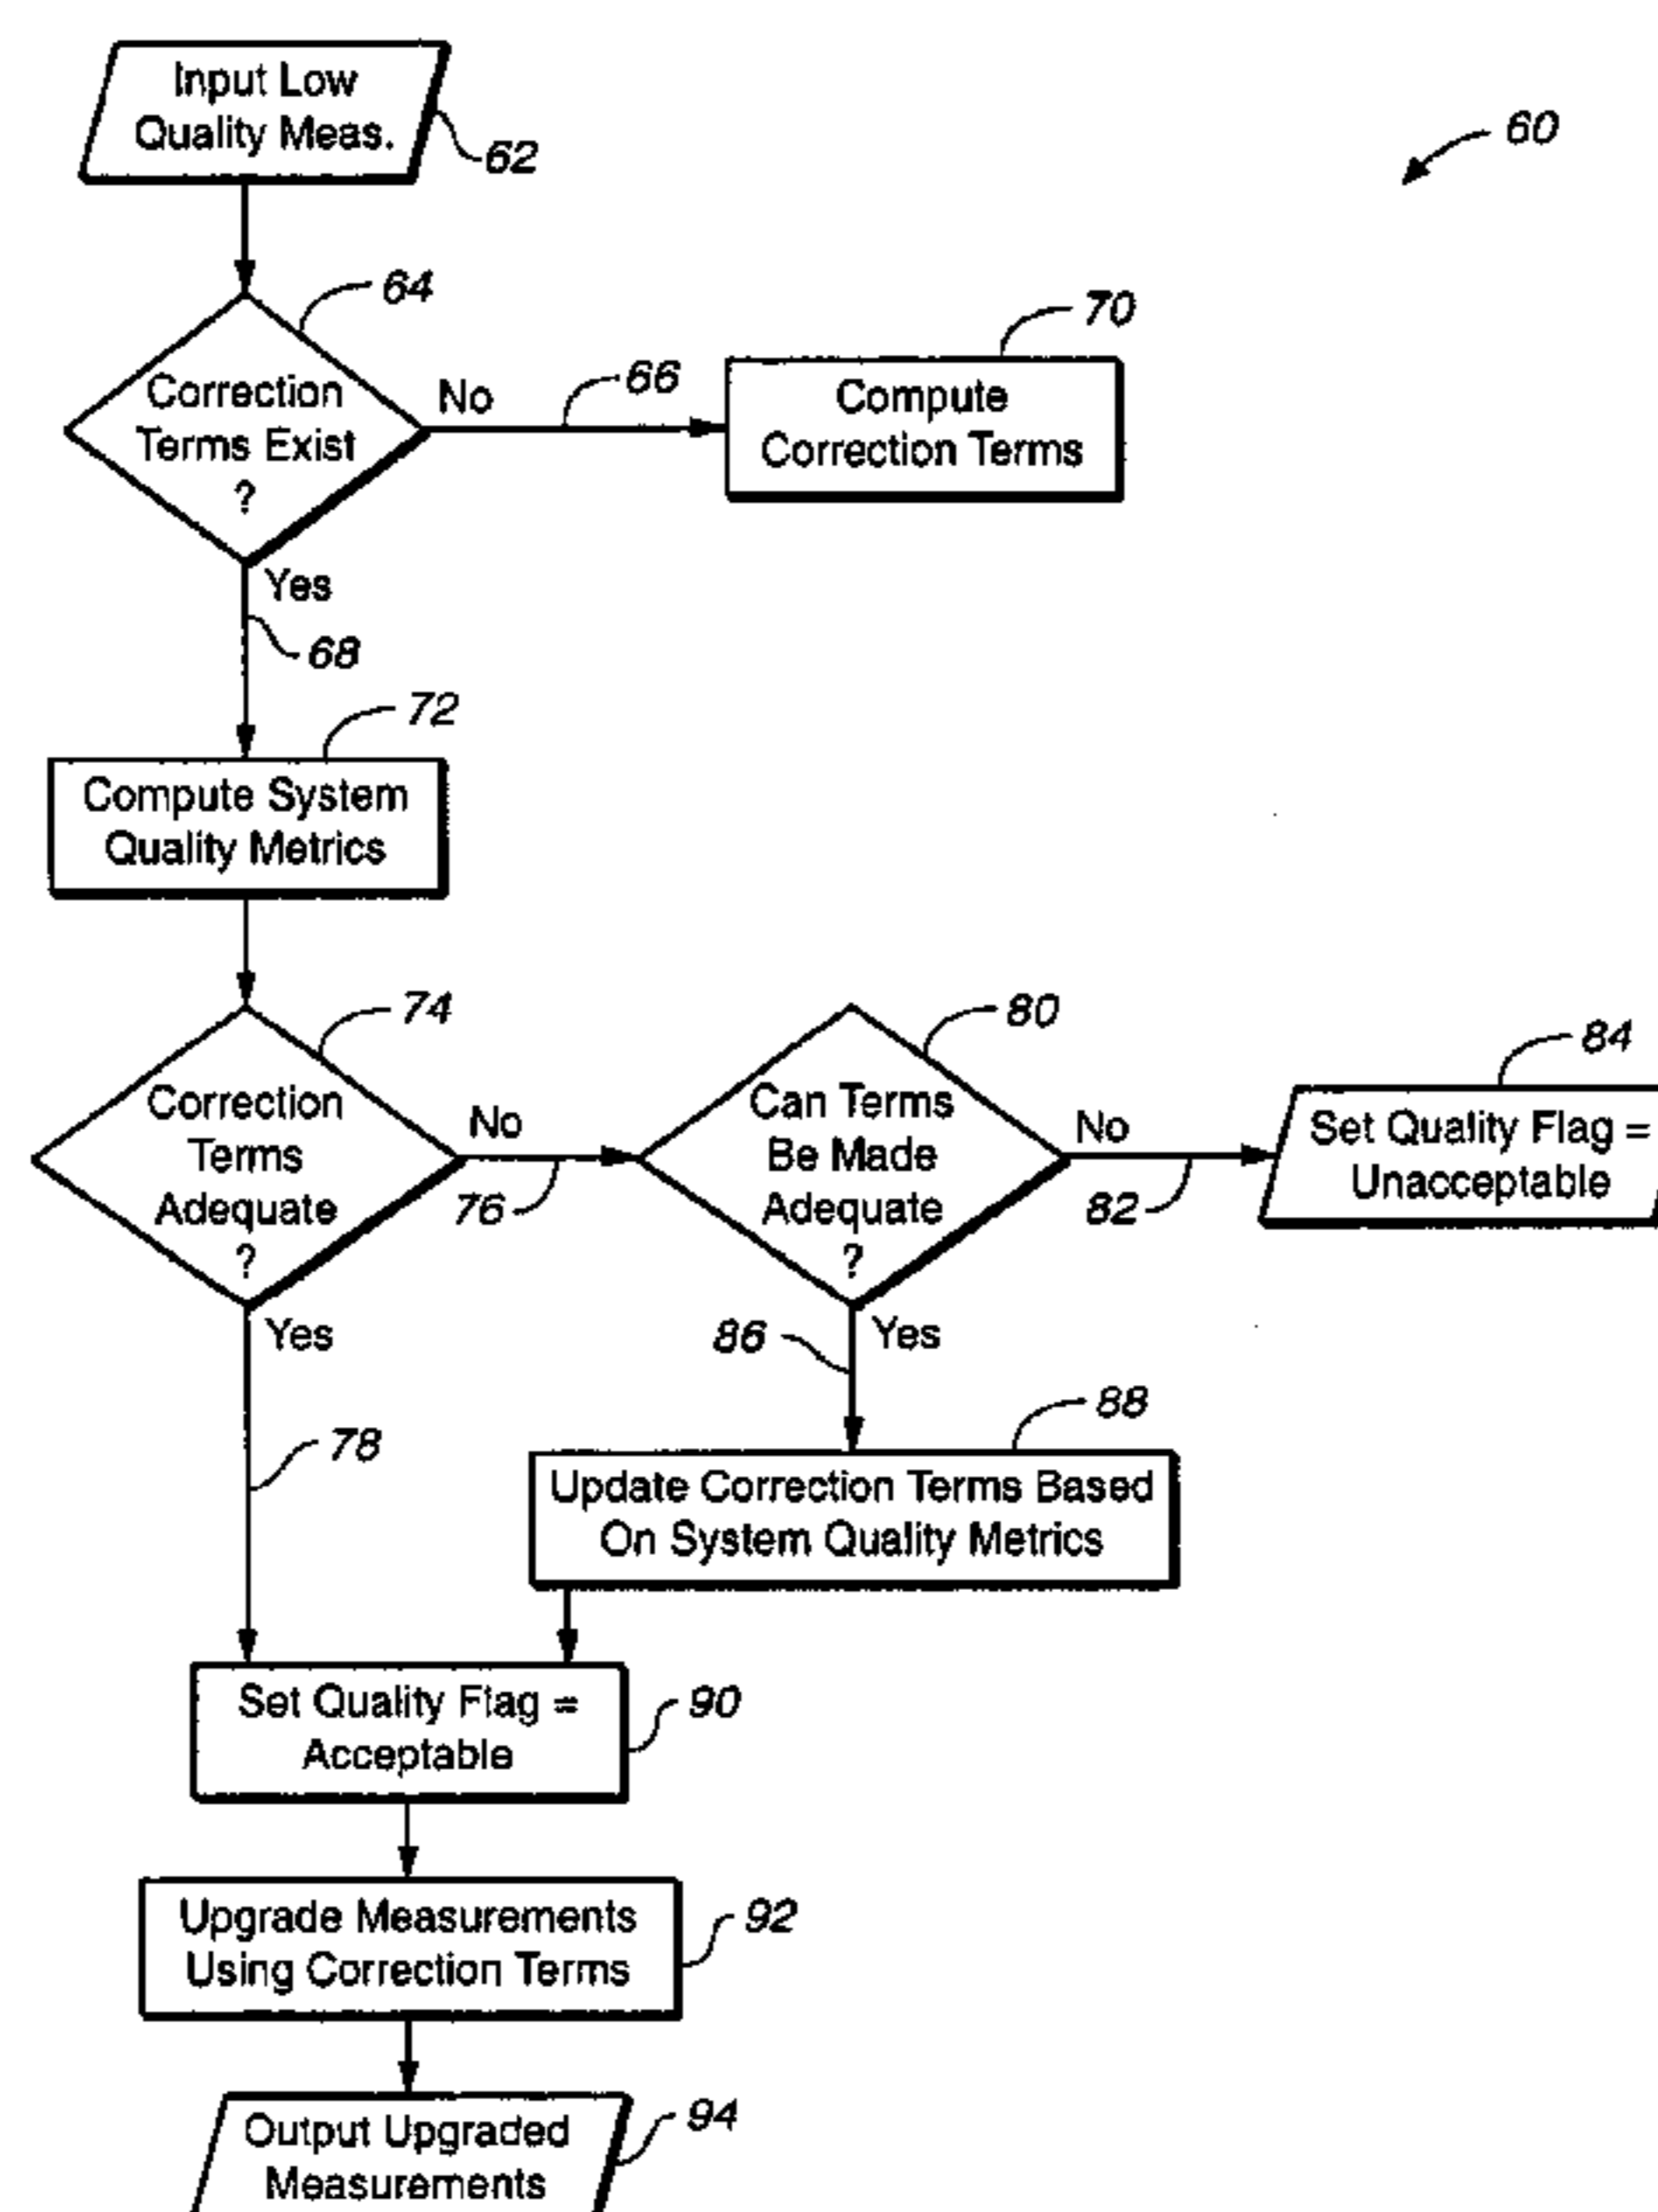 Input Low
Quality Meas.
62
60
64
Correction
Terms Exist
?
No
66
70
Compute
Correction Terms
Yes
68
72
Compute System
Quality Metrics
74
Correction
Terms
Adequate
?
No
76
80
Can Terms
Be Made
Adequate
?
No
82
84
Set Quality Flag =
Unacceptable
Yes
78
86
Yes
88
Update Correction Terms Based
On System Quality Metrics
Set Quality Flag =
Acceptable
90
Upgrade Measurements
Using Correction Terms
92
Output Upgraded
Measurements
94